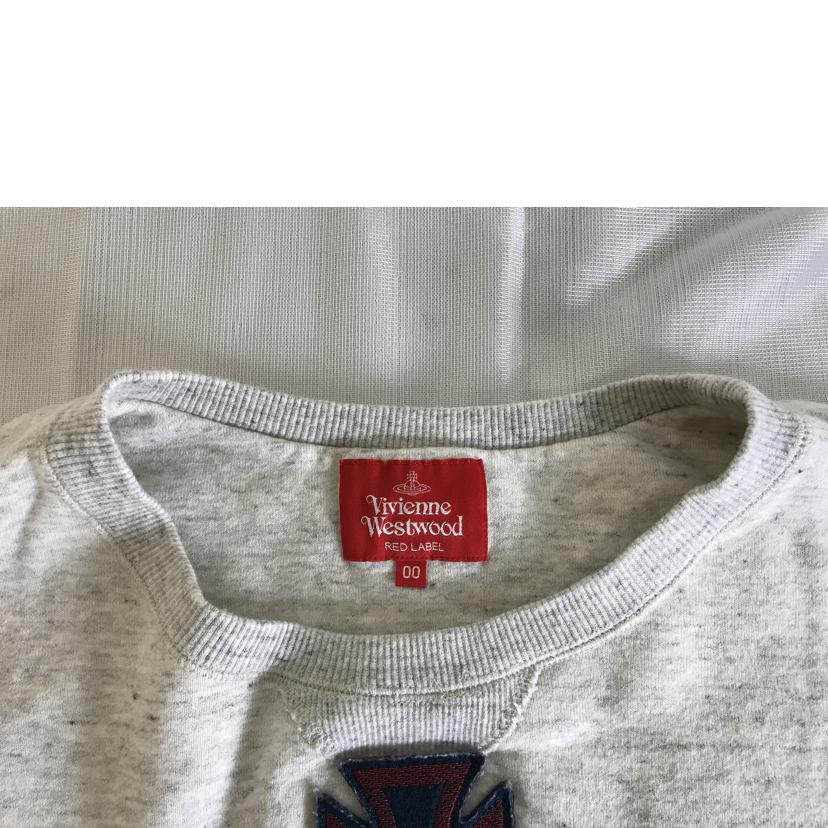 Vivienne
Westwood
RED LABEL
00